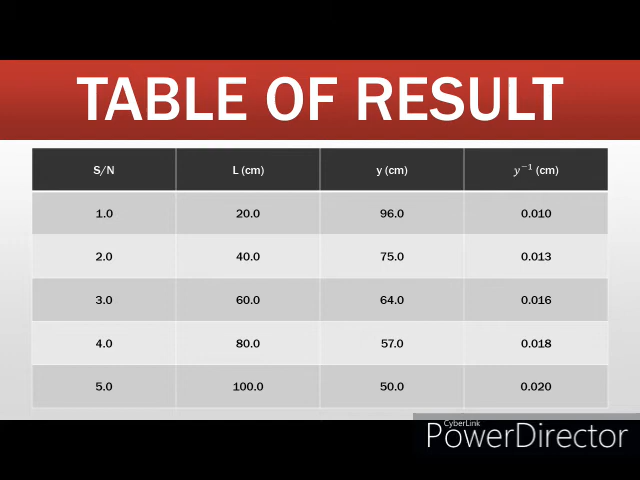 TABLE OF RESULT
S/N L (cm) y (cm) y⁻¹ (cm)
1.0 20.0 96.0 0.010
2.0 40.0 75.0 0.013
3.0 60.0 64.0 0.016
4.0 80.0 57.0 0.018
5.0 100.0 50.0 0.020
CyberLink
PowerDirector